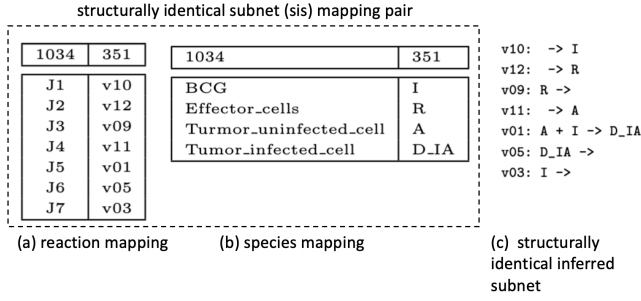 structurally identical subnet (sis) mapping pair
1034 351
J1 v10
J2 v12
J3 v09
J4 v11
J5 v01
J6 v05
J7 v03
(a) reaction mapping
1034 351
BCG I
Effector_cells R
Turmor_uninfected_cell A
Tumor_infected_cell D_IA
(b) species mapping
v10: -> I
v12: -> R
v09: R ->
v11: -> A
v01: A + I -> D_IA
v05: D_IA ->
v03: I ->
(c) structurally
identical inferred
subnet